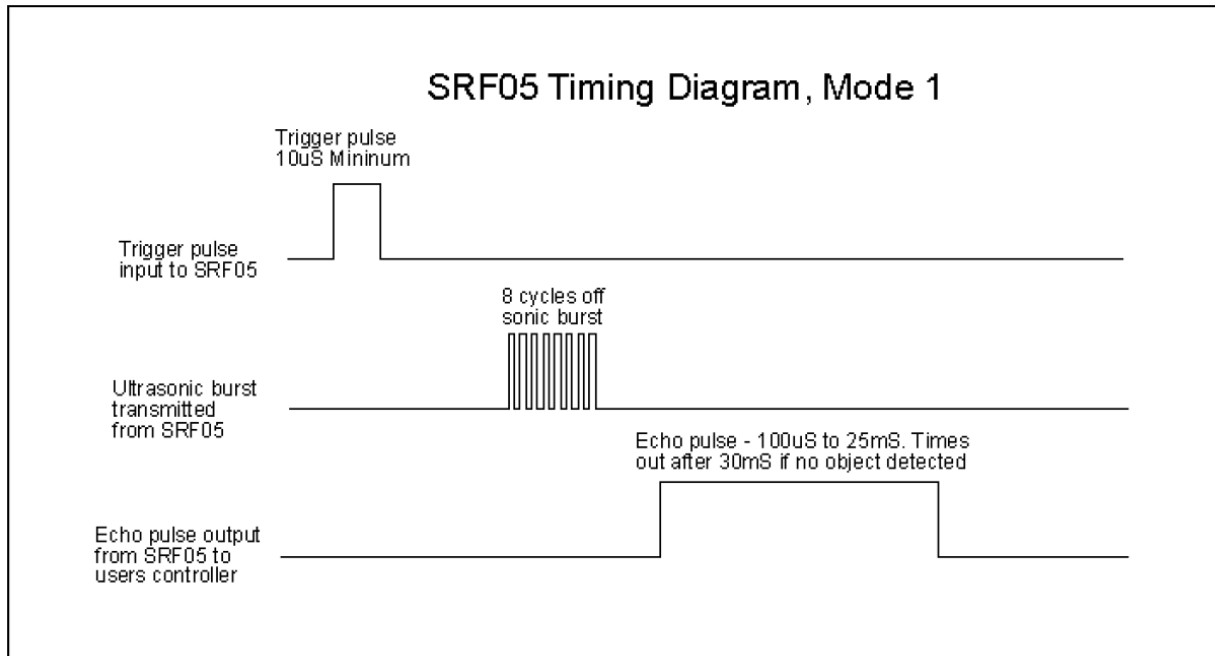 SRF05 Timing Diagram, Mode 1
Trigger pulse
10uS Mininum
Trigger pulse
input to SRF05
8 cycles off
sonic burst
Ultrasonic burst
transmitted
from SRF05
Echo pulse - 100uS to 25mS. Times
out after 30mS if no object detected
Echo pulse output
from SRF05 to
users controller